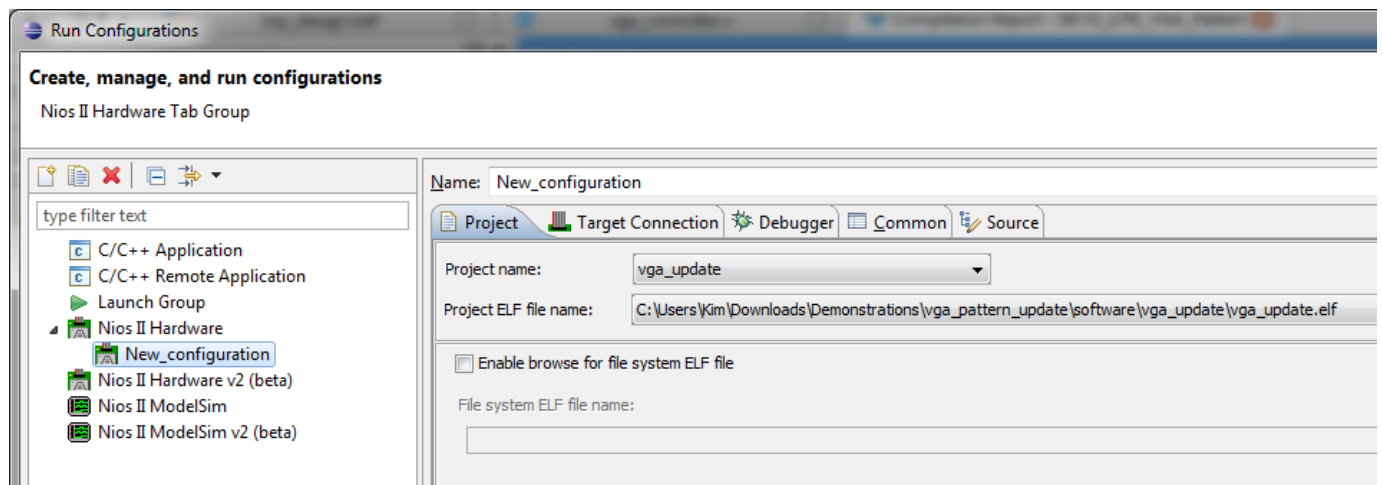 Run Configurations
Create, manage, and run configurations
Nios II Hardware Tab Group
type filter text
C/C++ Application
C/C++ Remote Application
Launch Group
Nios II Hardware
New_configuration
Nios II Hardware v2 (beta)
Nios II ModelSim
Nios II ModelSim v2 (beta)
Name: New_configuration
Project Target Connection Debugger Common Source
Project name: vga_update
Project ELF file name: C:\Users\Kim\Downloads\Demonstrations\vga_pattern_update\software\vga_update\vga_update.elf
Enable browse for file system ELF file
File system ELF file name: